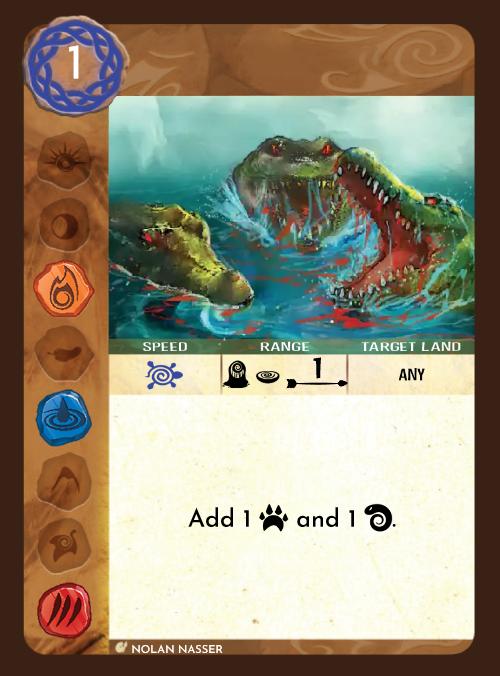 1
SPEED RANGE TARGET LAND
1 ANY
Add 1 and 1 .
NOLAN NASSER